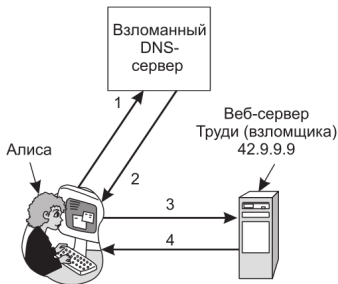 Взломанный
DNS-
сервер
1
2
Веб-сервер
Труди (взломщика)
42.9.9.9
Алиса
3
4